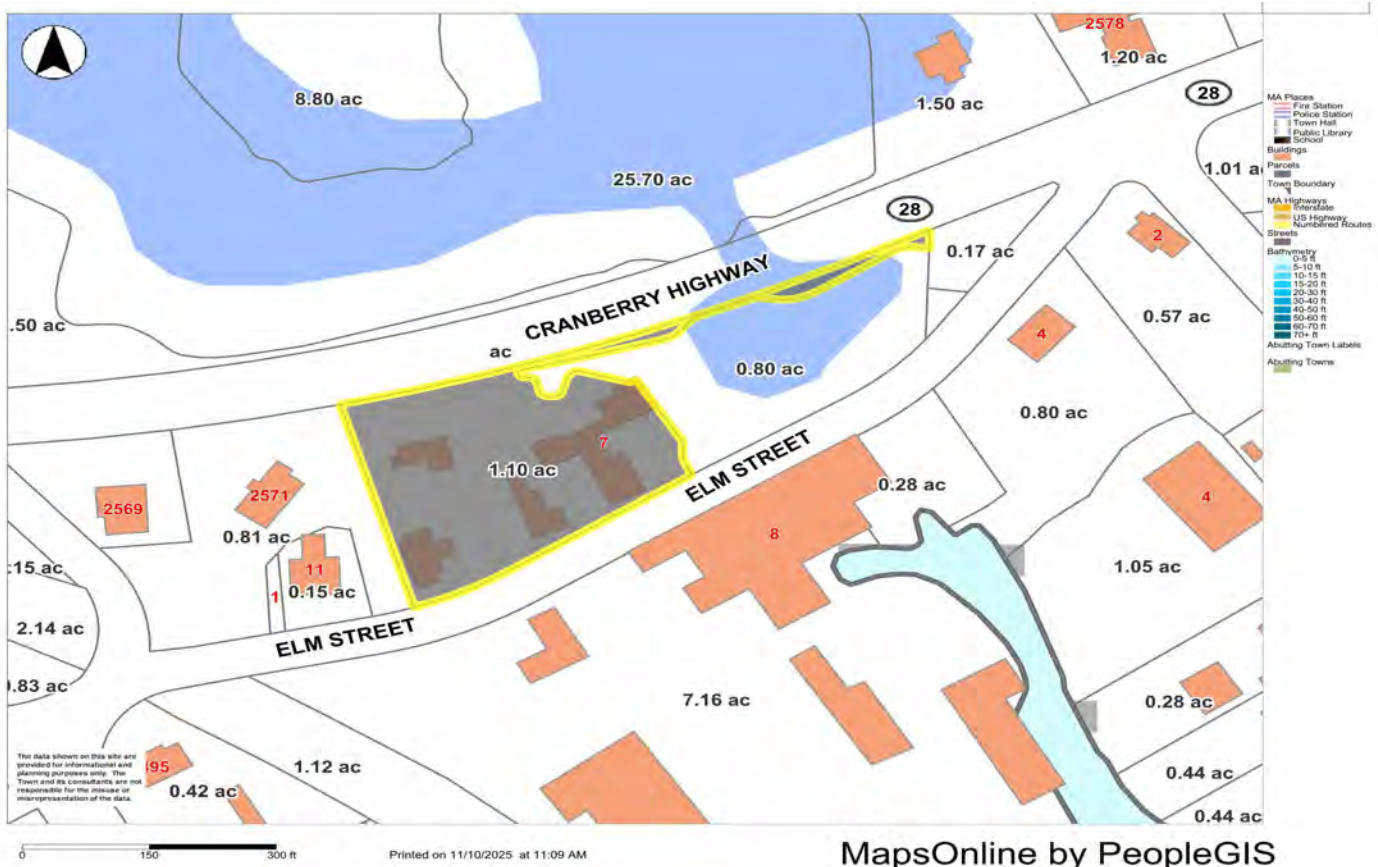 2578
1.20 ac
8.80 ac
1.50 ac
28
1.01 a
25.70 ac
28
0.17 ac
2
CRANBERRY HIGHWAY
.50 ac
ac
4
0.57 ac
0.80 ac
0.80 ac
7
1.10 ac
ELM STREET
2569
2571
0.28 ac
4
0.81 ac
8
11
0.15 ac
1
1.05 ac
2.14 ac
ELM STREET
.83 ac
7.16 ac
0.28 ac
1.12 ac
0.42 ac
0.44 ac
0.44 ac
The data shown on this site are
provided for informational and
planning purposes only. The
Town and its consultants are not
responsible for the misuse or
misrepresentation of the data.
MA Places
Fire Station
Police Station
Town Hall
Public Library
School
Buildings
Parcels
Town Boundary
MA Highways
Interstate
US Highway
Numbered Routes
Streets
Bathymetry
0-5 ft
5-10 ft
10-15 ft
15-20 ft
20-30 ft
30-40 ft
40-50 ft
50-60 ft
60-70 ft
70+ ft
Abutting Town Labels
Abutting Towns
0 150 300 ft
Printed on 11/10/2025 at 11:09 AM
MapsOnline by PeopleGIS